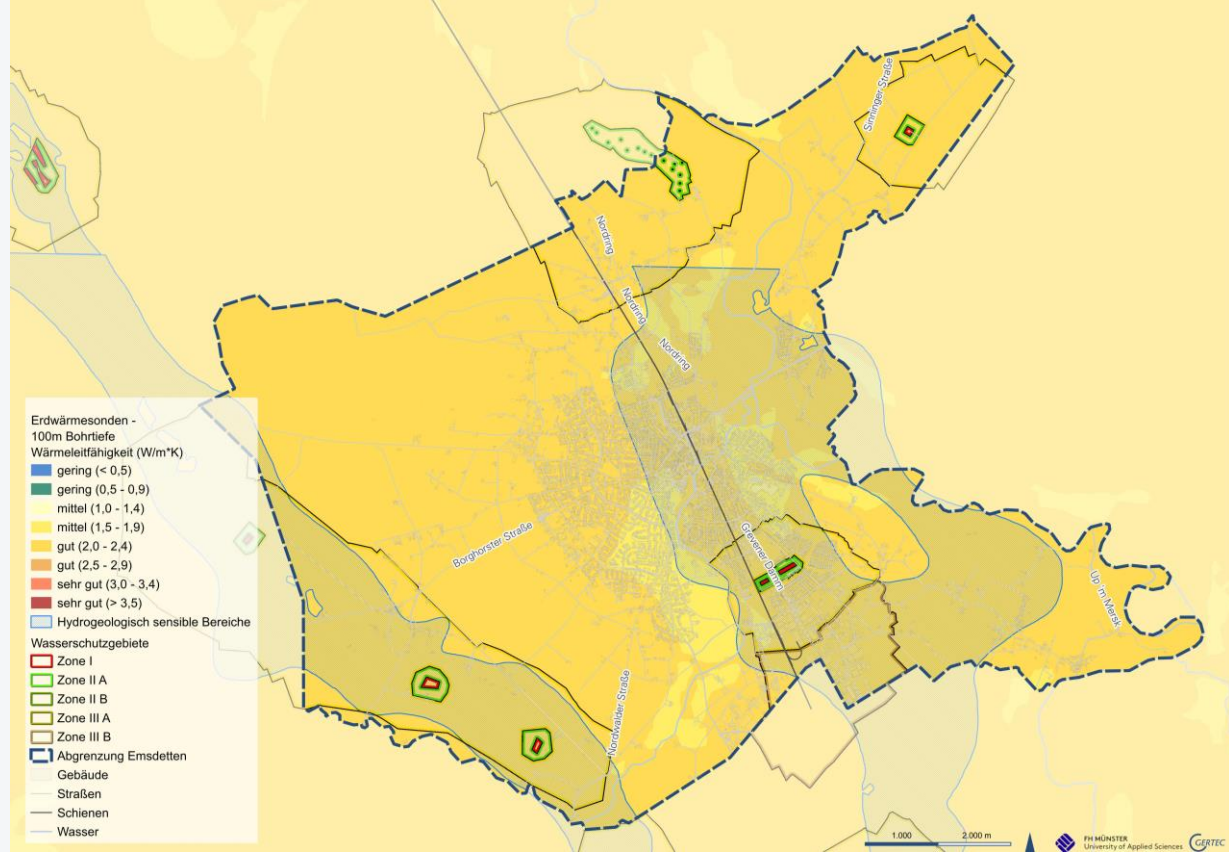 Sinninger Straße
Nordring
Nordring
Nordring
Borghorster Straße
Grevener Damm
Up´m Mersk
Nordwalder Straße
Erdwärmesonden -
100m Bohrtiefe
Wärmeleitfähigkeit (W/m*K)
gering (< 0,5)
gering (0,5 - 0,9)
mittel (1,0 - 1,4)
mittel (1,5 - 1,9)
gut (2,0 - 2,4)
gut (2,5 - 2,9)
sehr gut (3,0 - 3,4)
sehr gut (> 3,5)
Hydrogeologisch sensible Bereiche
Wasserschutzgebiete
Zone I
Zone II A
Zone II B
Zone III A
Zone III B
Abgrenzung Emsdetten
Gebäude
Straßen
Schienen
Wasser
1.000 2.000 m
FH MÜNSTER
University of Applied Sciences
GERTEC